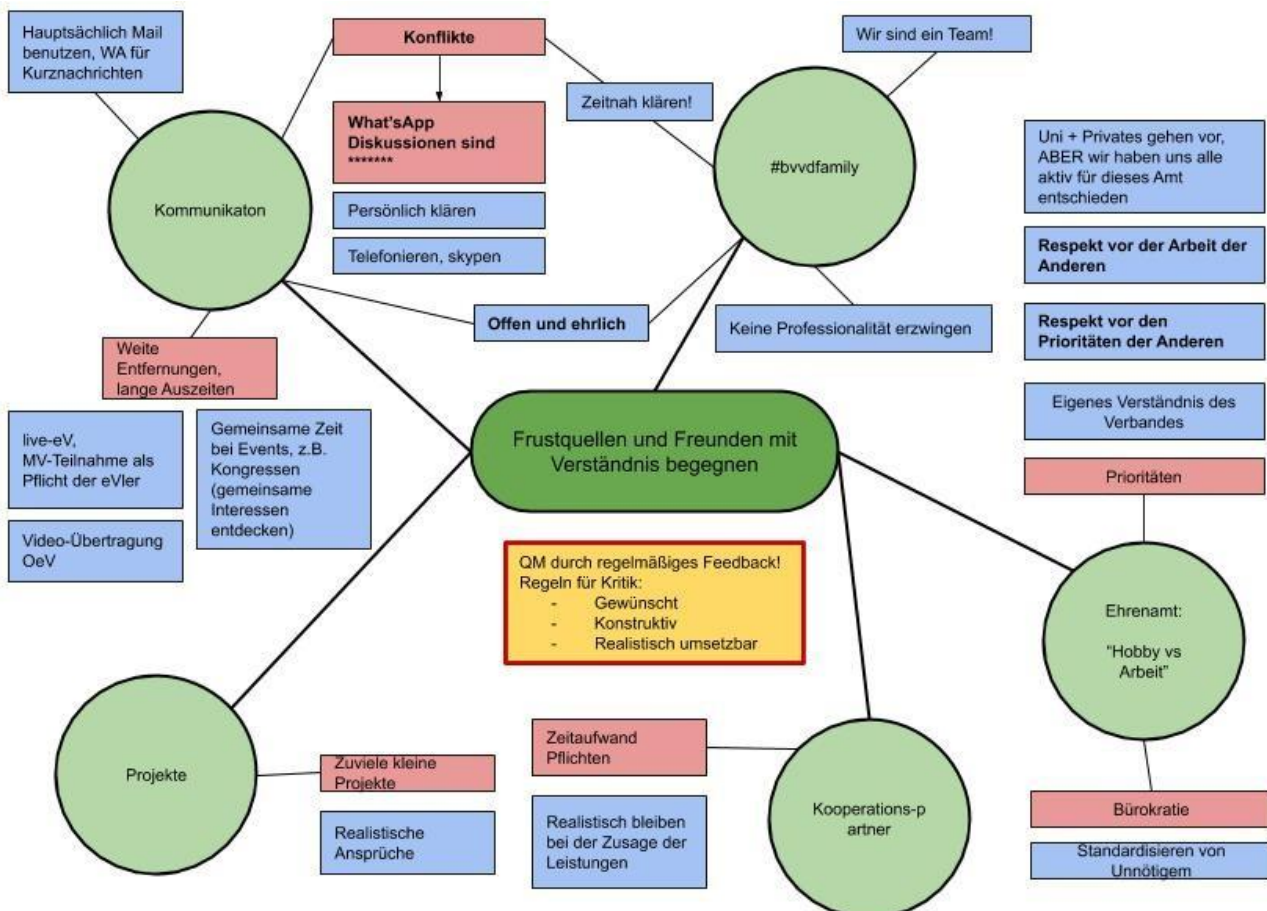 Hauptsächlich Mail
benutzen, WA für
Kurznachrichten
Konflikte
Wir sind ein Team!
Zeitnah klären!
What'sApp
Diskussionen sind
*******
Persönlich klären
Telefonieren, skypen
Kommunikaton
#bvvdfamily
Uni + Privates gehen vor,
ABER wir haben uns alle
aktiv für dieses Amt
entschieden
Respekt vor der Arbeit der
Anderen
Respekt vor den
Prioritäten der Anderen
Eigenes Verständnis des
Verbandes
Prioritäten
Offen und ehrlich
Keine Professionalität erzwingen
Weite
Entfernungen,
lange Auszeiten
live-eV,
MV-Teilnahme als
Pflicht der eVler
Video-Übertragung
OeV
Gemeinsame Zeit
bei Events, z.B.
Kongressen
(gemeinsame
Interessen
entdecken)
Frustquellen und Freunden mit
Verständnis begegnen
QM durch regelmäßiges Feedback!
Regeln für Kritik:
- Gewünscht
- Konstruktiv
- Realistisch umsetzbar
Ehrenamt:
"Hobby vs
Arbeit"
Projekte
Zuviele kleine
Projekte
Realistische
Ansprüche
Zeitaufwand
Pflichten
Realistisch bleiben
bei der Zusage der
Leistungen
Kooperations-p
artner
Bürokratie
Standardisieren von
Unnötigem